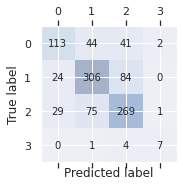 0 1 2 3
0 113 44 41 2
1 24 306 84 0
2 29 75 269 1
3 0 1 4 7
True label
Predicted label